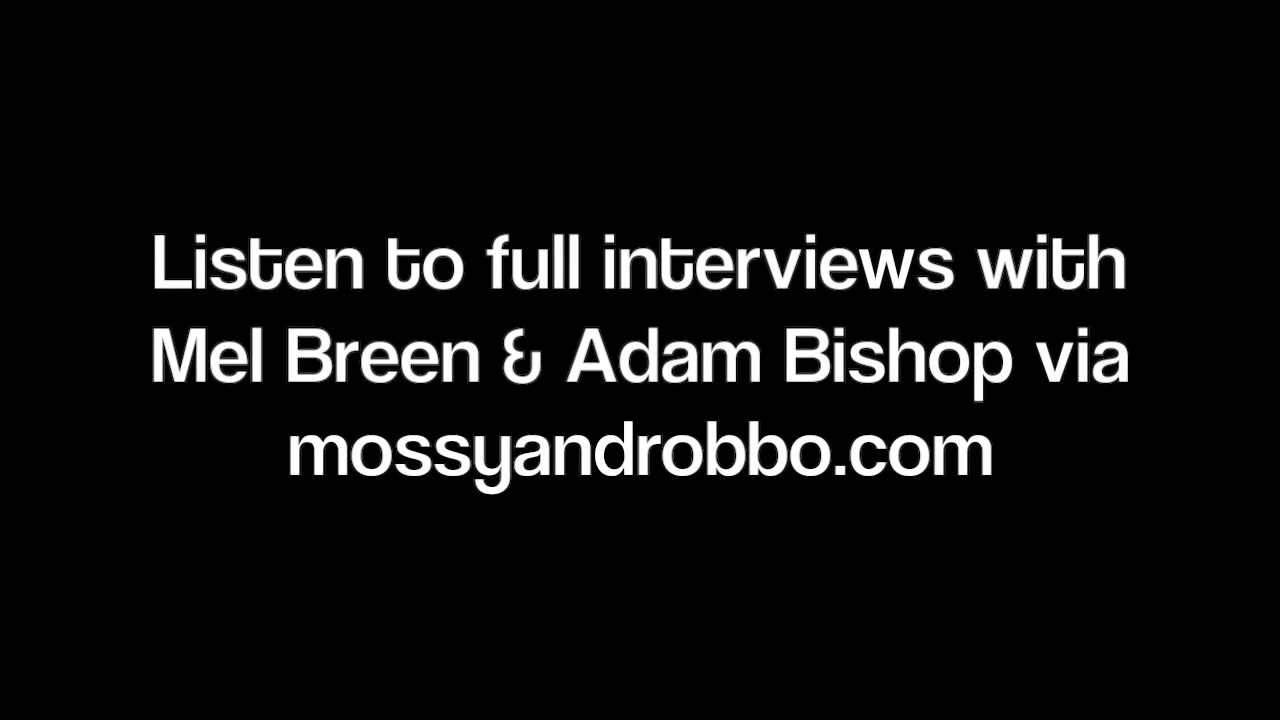 Listen to full interviews with
Mel Breen & Adam Bishop via
mossyandrobbo.com